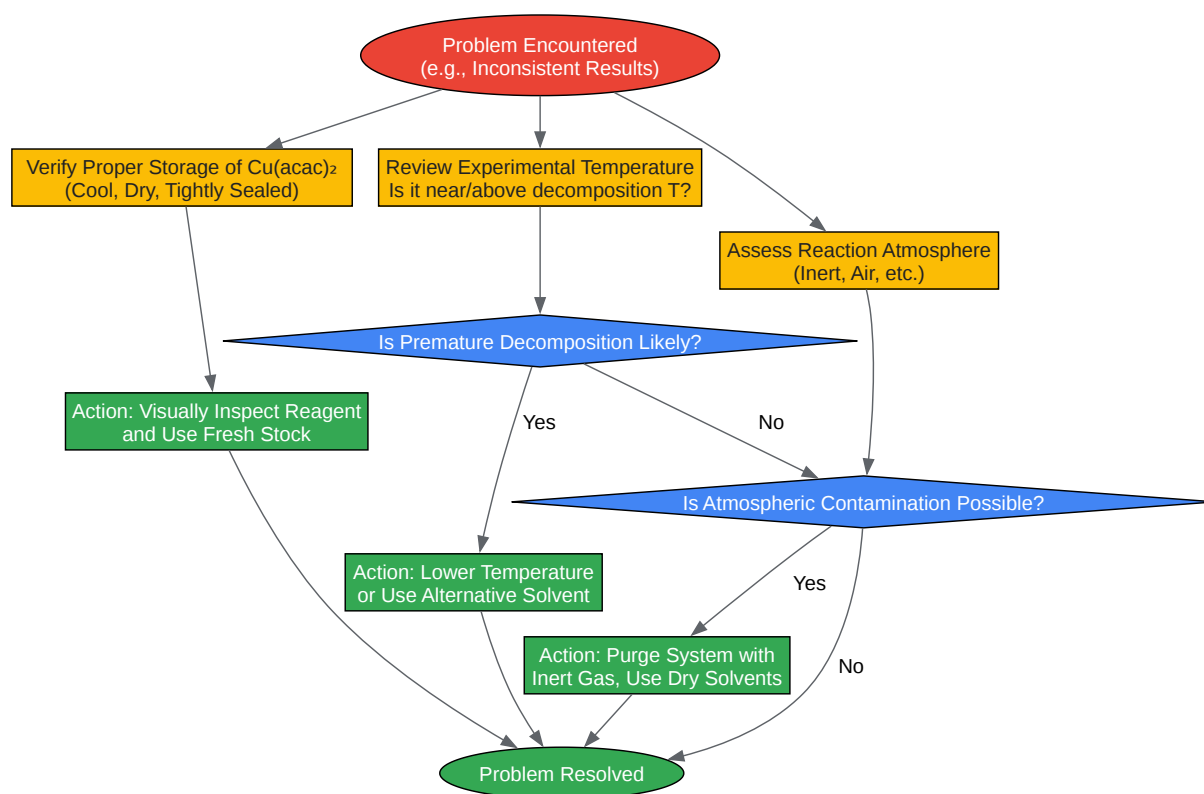 Problem Encountered
(e.g., Inconsistent Results)
Verify Proper Storage of Cu(acac)₂
(Cool, Dry, Tightly Sealed)
Review Experimental Temperature
Is it near/above decomposition T?
Assess Reaction Atmosphere
(Inert, Air, etc.)
Is Premature Decomposition Likely?
Action: Visually Inspect Reagent
and Use Fresh Stock
Yes
No
Is Atmospheric Contamination Possible?
Action: Lower Temperature
or Use Alternative Solvent
Yes
Action: Purge System with
Inert Gas, Use Dry Solvents
No
Problem Resolved